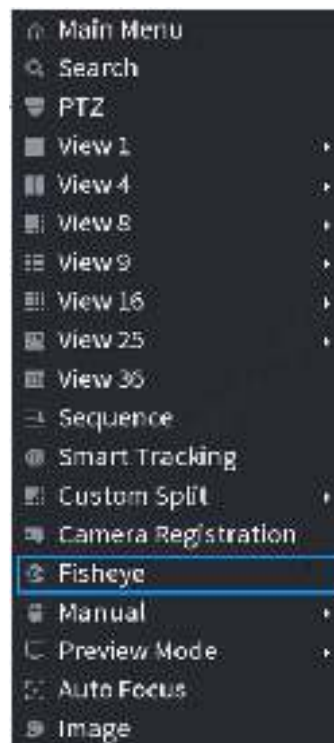 Main Menu
Search
PTZ
View 1
View 4
View 8
View 9
View 16
View 25
View 36
Sequence
Smart Tracking
Custom Split
Camera Registration
Fisheye
Manual
Preview Mode
Auto Focus
Image